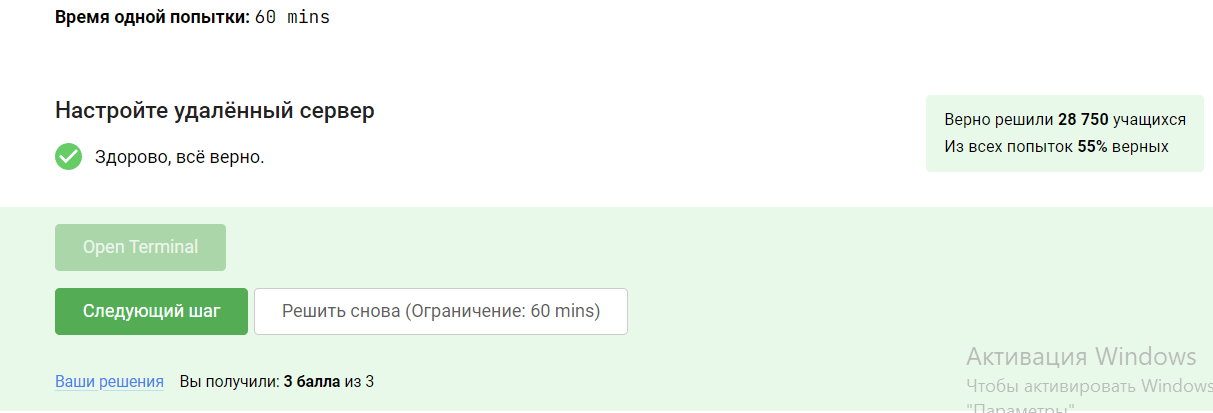 Время одной попытки: 60 mins
Настройте удалённый сервер
Здорово, всё верно.
Верно решили 28 750 учащихся
Из всех попыток 55% верных
Open Terminal
Следующий шаг
Решить снова (Ограничение: 60 mins)
Ваши решения Вы получили: 3 балла из 3
Активация Windows
Чтобы активировать Windows
"Параметры"